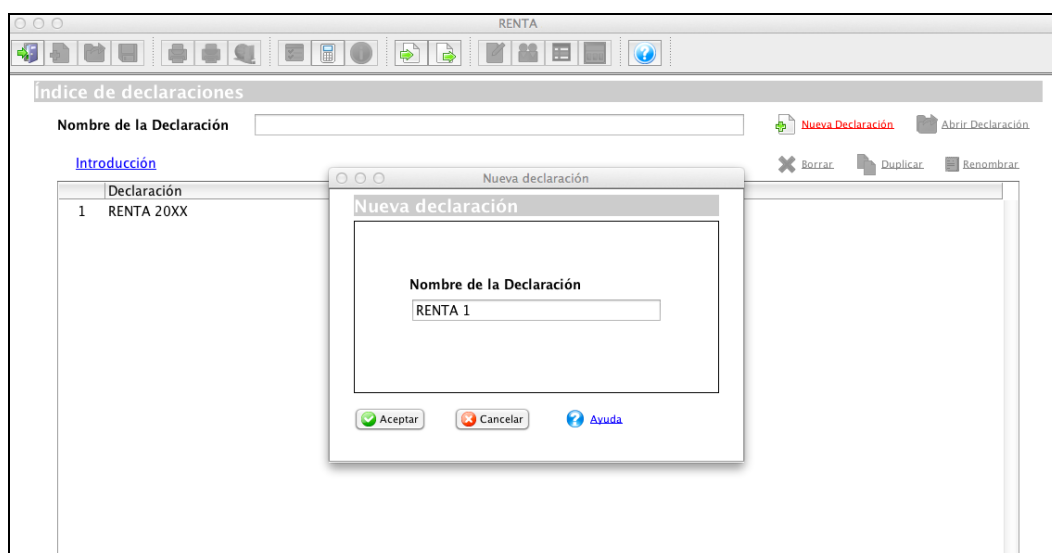 RENTA
Índice de declaraciones
Nombre de la Declaración
Nueva Declaración Abrir Declaración
Introducción
Borrar Duplicar Renombrar
Declaración
1 RENTA 20XX
Nueva declaración
Nueva declaración
Nombre de la Declaración
RENTA 1
Aceptar Cancelar Ayuda